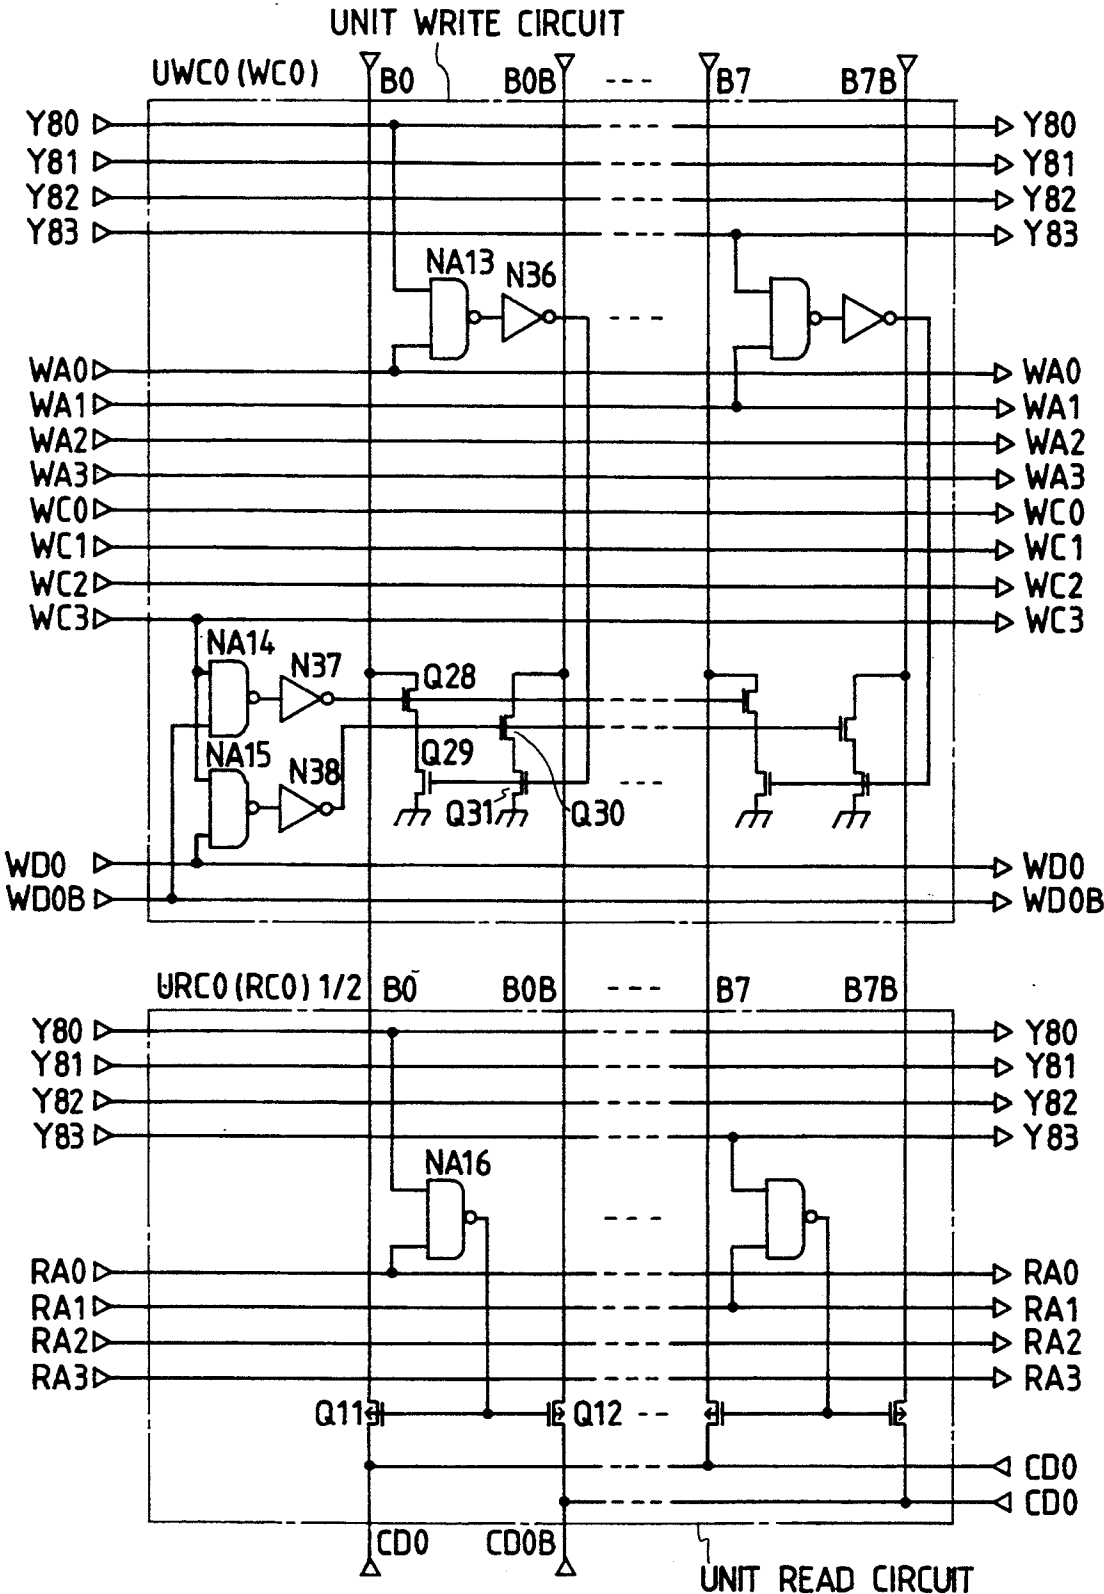 UNIT WRITE CIRCUIT
UWC0 (WC0) B0 B0B --- B7 B7B
Y80 Y80
Y81 Y81
Y82 Y82
Y83 Y83
NA13 N36
WA0 WA0
WA1 WA1
WA2 WA2
WA3 WA3
WC0 WC0
WC1 WC1
WC2 WC2
WC3 WC3
NA14 N37 Q28
NA15 N38 Q29
Q31 Q30
WD0 WD0
WD0B WD0B
URC0 (RC0) 1/2 B0 B0B --- B7 B7B
Y80 Y80
Y81 Y81
Y82 Y82
Y83 Y83
NA16
RA0 RA0
RA1 RA1
RA2 RA2
RA3 RA3
Q11 Q12
CD0
CD0
CD0 CD0B
UNIT READ CIRCUIT